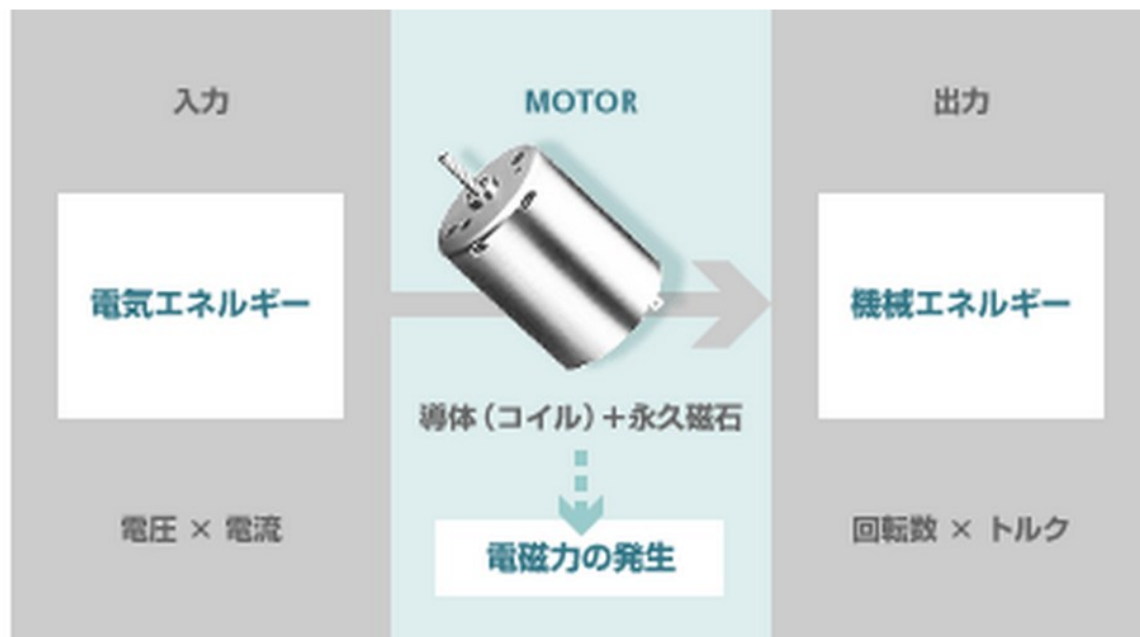 入力
電気エネルギー
電圧 × 電流
MOTOR
導体（コイル）＋永久磁石
電磁力の発生
出力
機械エネルギー
回転数 × トルク